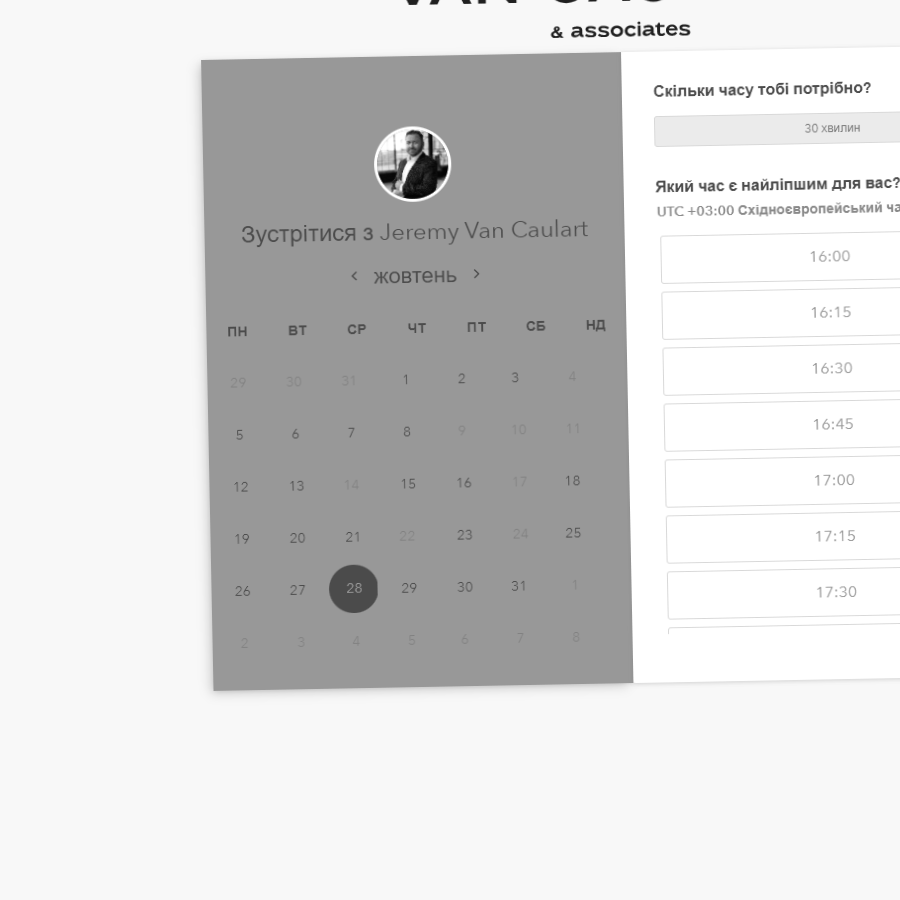 & associates
Зустрітися з Jeremy Van Caulart
‹ жовтень ›
ПН ВТ СР ЧТ ПТ СБ НД
29 30 31 1 2 3 4
5 6 7 8 9 10 11
12 13 14 15 16 17 18
19 20 21 22 23 24 25
26 27 28 29 30 31 1
2 3 4 5 6 7 8
Скільки часу тобі потрібно?
30 хвилин
Який час є найліпшим для вас?
UTC +03:00 Східноєвропейський
16:00
16:15
16:30
16:45
17:00
17:15
17:30